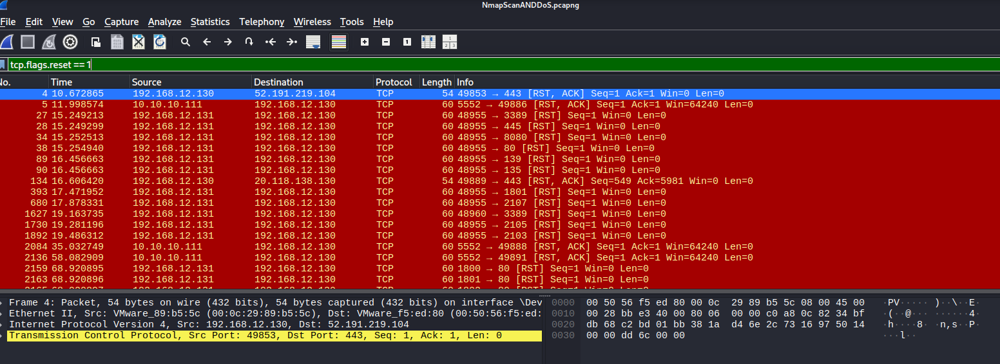 NmapScanANDDoS.pcapng
File Edit View Go Capture Analyze Statistics Telephony Wireless Tools Help
tcp.flags.reset == 1
No. Time Source Destination Protocol Length Info
4 10.672865 192.168.12.130 52.191.219.104 TCP 54 49853 → 443 [RST, ACK] Seq=1 Ack=1 Win=0 Len=0
5 11.998574 10.10.10.111 192.168.12.130 TCP 60 5552 → 49886 [RST, ACK] Seq=1 Ack=1 Win=64240 Len=0
27 15.249213 192.168.12.131 192.168.12.130 TCP 60 48955 → 3389 [RST] Seq=1 Win=0 Len=0
28 15.249299 192.168.12.131 192.168.12.130 TCP 60 48955 → 445 [RST] Seq=1 Win=0 Len=0
34 15.252513 192.168.12.131 192.168.12.130 TCP 60 48955 → 8080 [RST] Seq=1 Win=0 Len=0
38 15.254940 192.168.12.131 192.168.12.130 TCP 60 48955 → 80 [RST] Seq=1 Win=0 Len=0
89 16.456663 192.168.12.131 192.168.12.130 TCP 60 48955 → 139 [RST] Seq=1 Win=0 Len=0
90 16.456663 192.168.12.131 192.168.12.130 TCP 60 48955 → 135 [RST] Seq=1 Win=0 Len=0
134 16.606420 192.168.12.130 20.118.138.130 TCP 54 49889 → 443 [RST, ACK] Seq=549 Ack=5981 Win=0 Len=0
393 17.471952 192.168.12.131 192.168.12.130 TCP 60 48955 → 1801 [RST] Seq=1 Win=0 Len=0
680 17.878331 192.168.12.131 192.168.12.130 TCP 60 48955 → 2107 [RST] Seq=1 Win=0 Len=0
1627 19.163735 192.168.12.131 192.168.12.130 TCP 60 48960 → 3389 [RST] Seq=1 Win=0 Len=0
1730 19.281196 192.168.12.131 192.168.12.130 TCP 60 48955 → 2105 [RST] Seq=1 Win=0 Len=0
1892 19.486312 192.168.12.131 192.168.12.130 TCP 60 48955 → 2103 [RST] Seq=1 Win=0 Len=0
2084 35.032749 10.10.10.111 192.168.12.130 TCP 60 5552 → 49888 [RST, ACK] Seq=1 Ack=1 Win=64240 Len=0
2136 58.082909 10.10.10.111 192.168.12.130 TCP 60 5552 → 49891 [RST, ACK] Seq=1 Ack=1 Win=64240 Len=0
2159 68.920895 192.168.12.131 192.168.12.130 TCP 60 1800 → 80 [RST] Seq=1 Win=0 Len=0
2163 68.920896 192.168.12.131 192.168.12.130 TCP 60 1801 → 80 [RST] Seq=1 Win=0 Len=0
Frame 4: Packet, 54 bytes on wire (432 bits), 54 bytes captured (432 bits) on interface \Dev
Ethernet II, Src: VMware_89:b5:5c (00:0c:29:89:b5:5c), Dst: VMware_f5:ed:80 (00:50:56:f5:ed:
Internet Protocol Version 4, Src: 192.168.12.130, Dst: 52.191.219.104
Transmission Control Protocol, Src Port: 49853, Dst Port: 443, Seq: 1, Ack: 1, Len: 0
0000 00 50 56 f5 ed 80 00 0c 29 89 b5 5c 08 00 45 00 ·PV····· )··\··E·
0010 00 28 bb e3 40 00 80 06 00 00 c0 a8 0c 82 34 bf ·(··@··· ······4·
0020 db 68 c2 bd 01 bb 38 1a d4 6e 2c 73 16 97 50 14 ·h····8· ·n,s··P·
0030 00 00 dd 6c 00 00 ···l··